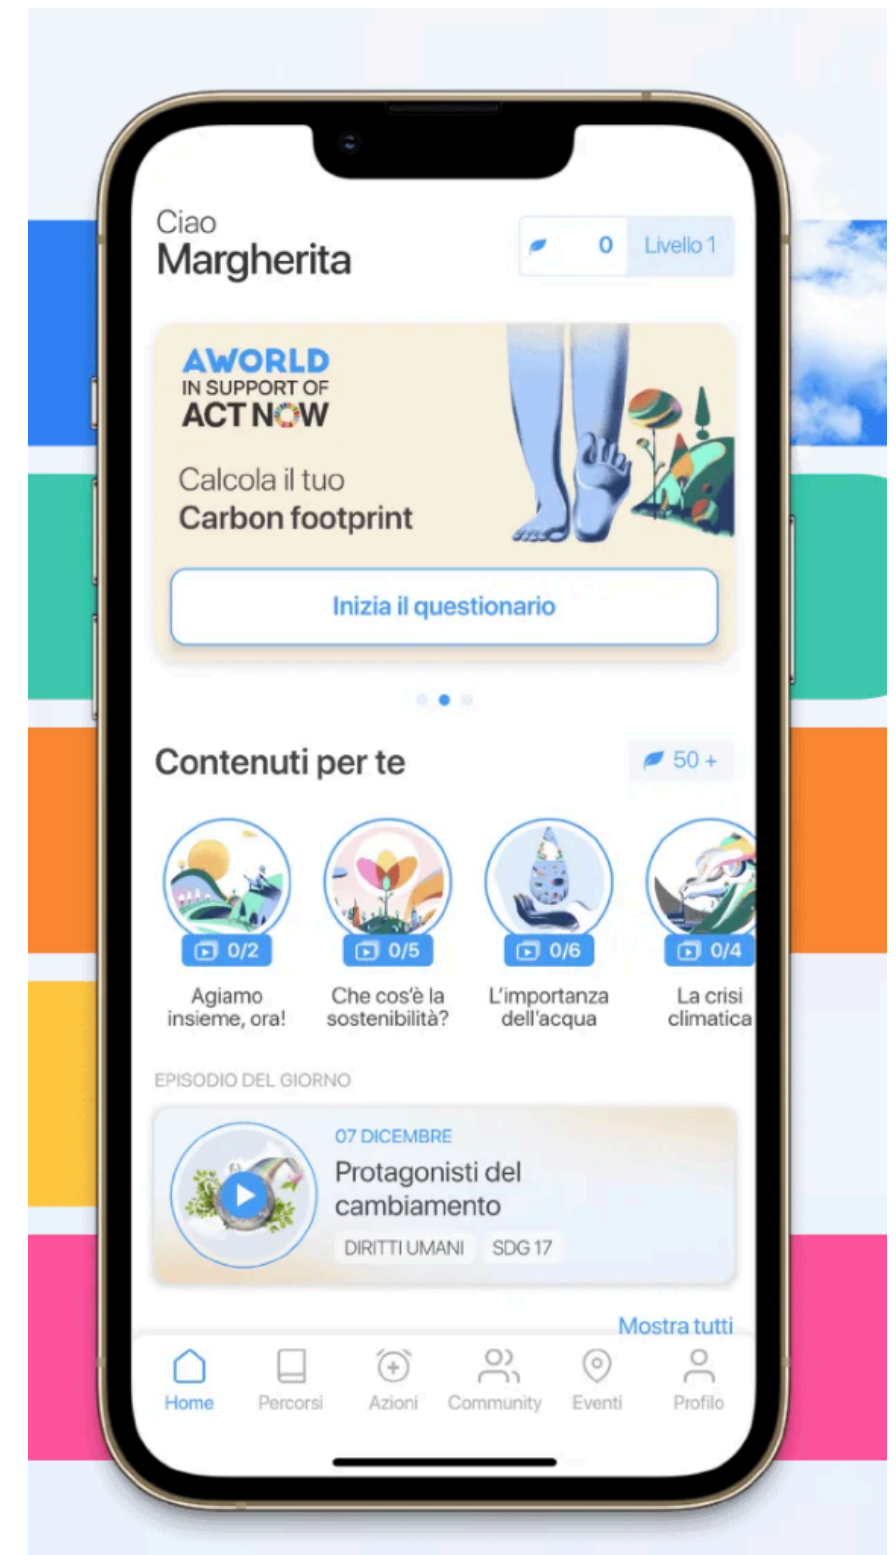 Ciao
Margherita
0
Livello 1
AWORLD
IN SUPPORT OF
ACT NOW
Calcola il tuo
Carbon footprint
Inizia il questionario
Contenuti per te
50 +
0/2
0/5
0/6
0/4
Agiamo
insieme, ora!
Che cos'è la
sostenibilità?
L'importanza
dell'acqua
La crisi
climatica
EPISODIO DEL GIORNO
07 DICEMBRE
Protagonisti del
cambiamento
DIRITTI UMANI
SDG 17
Mostra tutti
Home
Percorsi
Azioni
Community
Eventi
Profilo